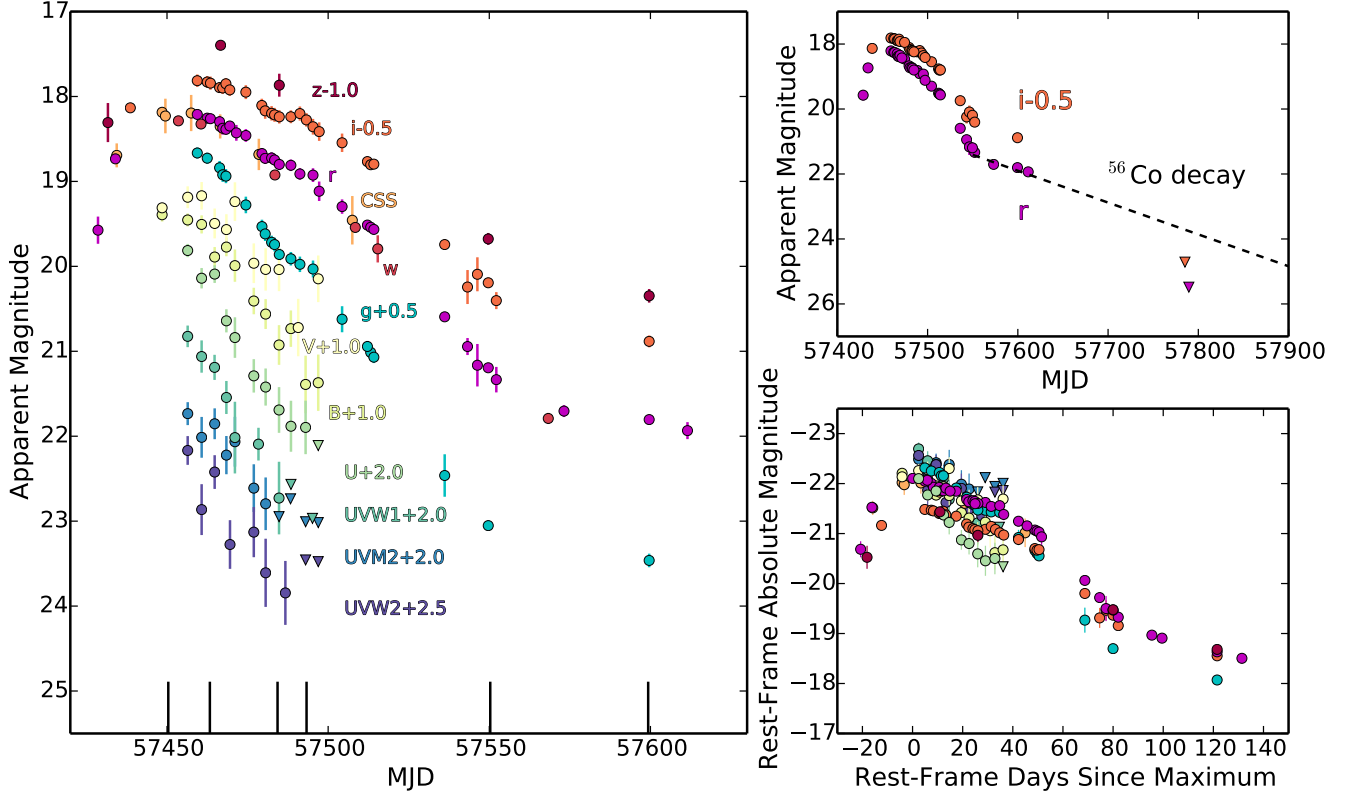 17
18
19
20
21
22
23
24
25
Apparent Magnitude
z-1.0
i-0.5
r
CSS
w
g+0.5
V+1.0
B+1.0
U+2.0
UVW1+2.0
UVM2+2.0
UVW2+2.5
57450 57500 57550 57600
MJD
18
20
22
24
26
Apparent Magnitude
i-0.5
56Co decay
r
57400 57500 57600 57700 57800 57900
MJD
−23
−22
−21
−20
−19
−18
−17
Rest-Frame Absolute Magnitude
−20 0 20 40 60 80 100 120 140
Rest-Frame Days Since Maximum